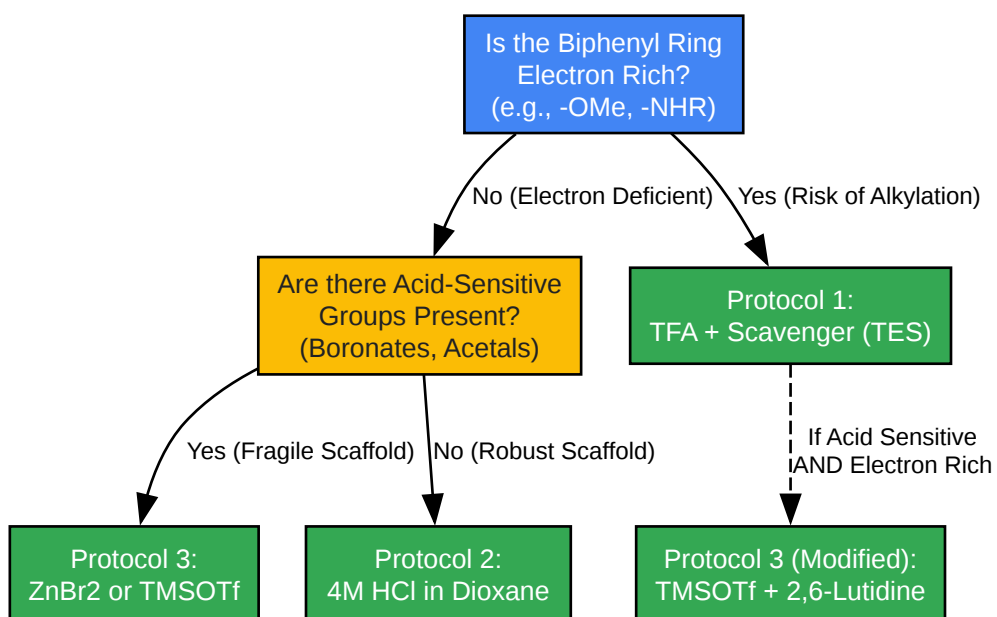 Is the Biphenyl Ring
Electron Rich?
(e.g., -OMe, -NHR)
No (Electron Deficient)
Yes (Risk of Alkylation)
Are there Acid-Sensitive
Groups Present?
(Boronates, Acetals)
Protocol 1:
TFA + Scavenger (TES)
Yes (Fragile Scaffold)
No (Robust Scaffold)
If Acid Sensitive
AND Electron Rich
Protocol 3:
ZnBr2 or TMSOTf
Protocol 2:
4M HCl in Dioxane
Protocol 3 (Modified):
TMSOTf + 2,6-Lutidine